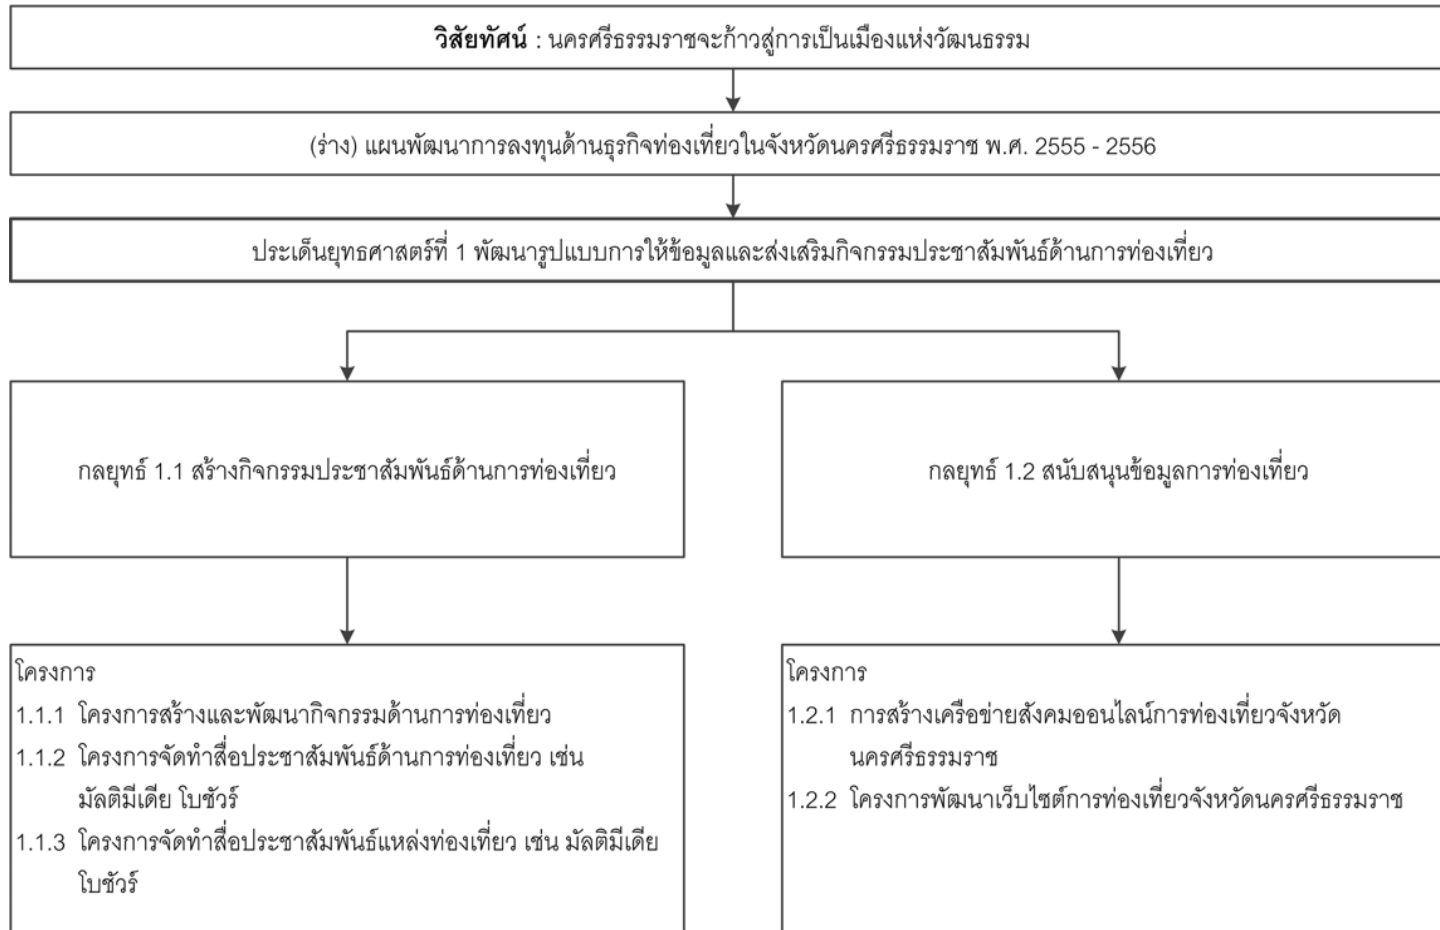 วิสัยทัศน์ : นครศรีธรรมราชจะก้าวสู่การเป็นเมืองแห่งวัฒนธรรม
(ร่าง) แผนพัฒนาการลงทุนด้านธุรกิจท่องเที่ยวในจังหวัดนครศรีธรรมราช พ.ศ. 2555 - 2556
ประเด็นยุทธศาสตร์ที่ 1 พัฒนารูปแบบการให้ข้อมูลและส่งเสริมกิจกรรมประชาสัมพันธ์ด้านการท่องเที่ยว
กลยุทธ์ 1.1 สร้างกิจกรรมประชาสัมพันธ์ด้านการท่องเที่ยว
กลยุทธ์ 1.2 สนับสนุนข้อมูลการท่องเที่ยว
โครงการ
1.1.1 โครงการสร้างและพัฒนากิจกรรมด้านการท่องเที่ยว
1.1.2 โครงการจัดทำสื่อประชาสัมพันธ์ด้านการท่องเที่ยว เช่น
มัลติมีเดีย โบชัวร์
1.1.3 โครงการจัดทำสื่อประชาสัมพันธ์แหล่งท่องเที่ยว เช่น มัลติมีเดีย
โบชัวร์
โครงการ
1.2.1 การสร้างเครือข่ายสังคมออนไลน์การท่องเที่ยวจังหวัด
นครศรีธรรมราช
1.2.2 โครงการพัฒนาเว็บไซต์การท่องเที่ยวจังหวัดนครศรีธรรมราช